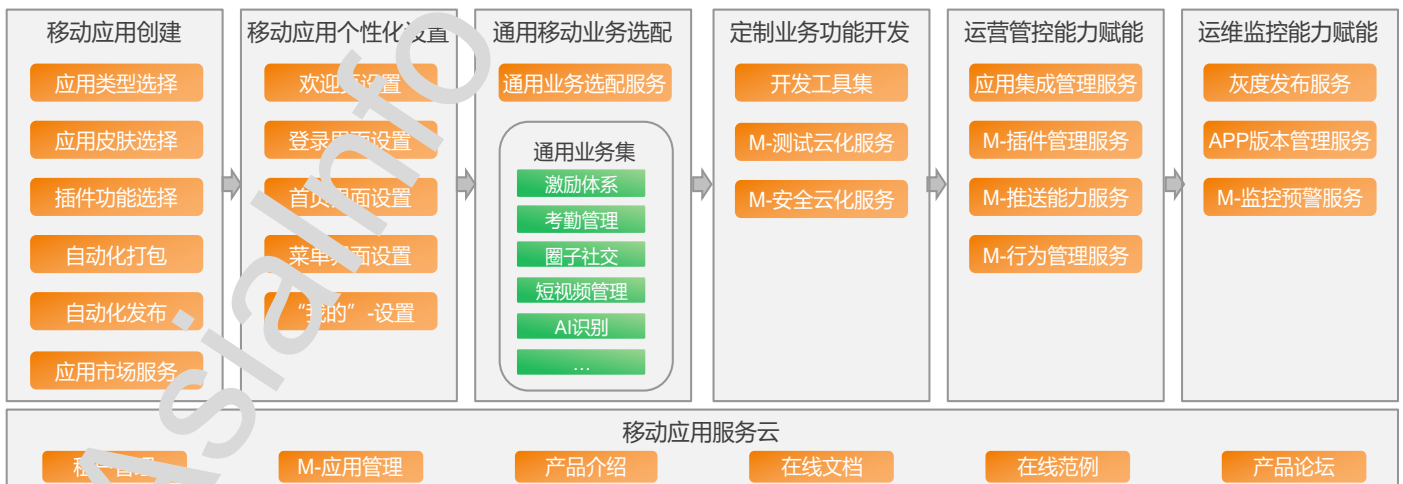 移动应用创建
应用类型选择
应用皮肤选择
插件功能选择
自动化打包
自动化发布
应用市场服务
移动应用个性化设置
欢迎页设置
登录界面设置
首页界面设置
菜单界面设置
“我的”-设置
通用移动业务选配
通用业务选配服务
通用业务集
激励体系
考勤管理
圈子社交
短视频管理
AI识别
…
定制业务功能开发
开发工具集
M-测试云化服务
M-安全云化服务
运营管控能力赋能
应用集成管理服务
M-插件管理服务
M-推送能力服务
M-行为管理服务
运维监控能力赋能
灰度发布服务
APP版本管理服务
M-监控预警服务
移动应用服务云
租户管理
M-应用管理
产品介绍
在线文档
在线范例
产品论坛
AsiaInfo